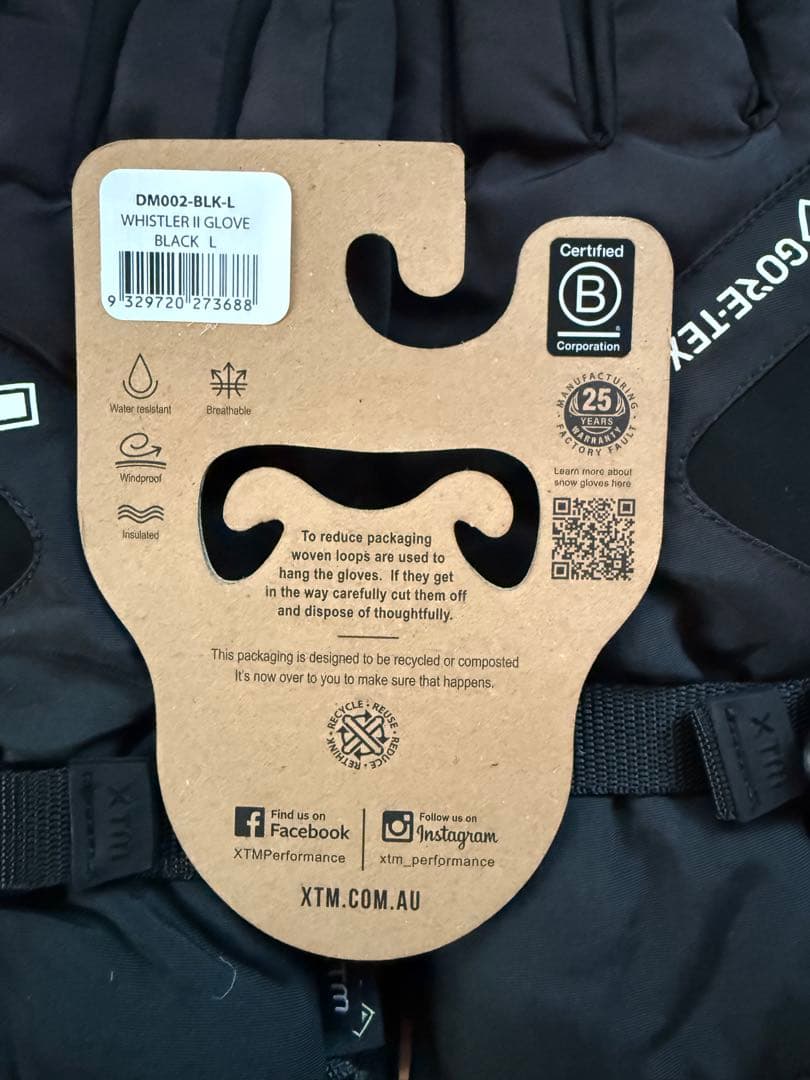 DM002-BLK-L
WHISTLER II GLOVE
BLACK L
9 329720 273688
Certified
B
®
Corporation
GORE-TEX
Water resistant
Breathable
Windproof
Insulated
MANUFACTURING
25
YEARS
WARRANTY
FACTORY FAULT
Learn more about
snow gloves here
To reduce packaging
woven loops are used to
hang the gloves. If they get
in the way carefully cut them off
and dispose of thoughtfully.
This packaging is designed to be recycled or composted
It's now over to you to make sure that happens.
RECYCLE • REUSE • REDUCE • RETHINK •
Find us on
Facebook
XTMPerformance
Follow us on
Instagram
xtm_performance
XTM.COM.AU
XTM
XTM
XTM